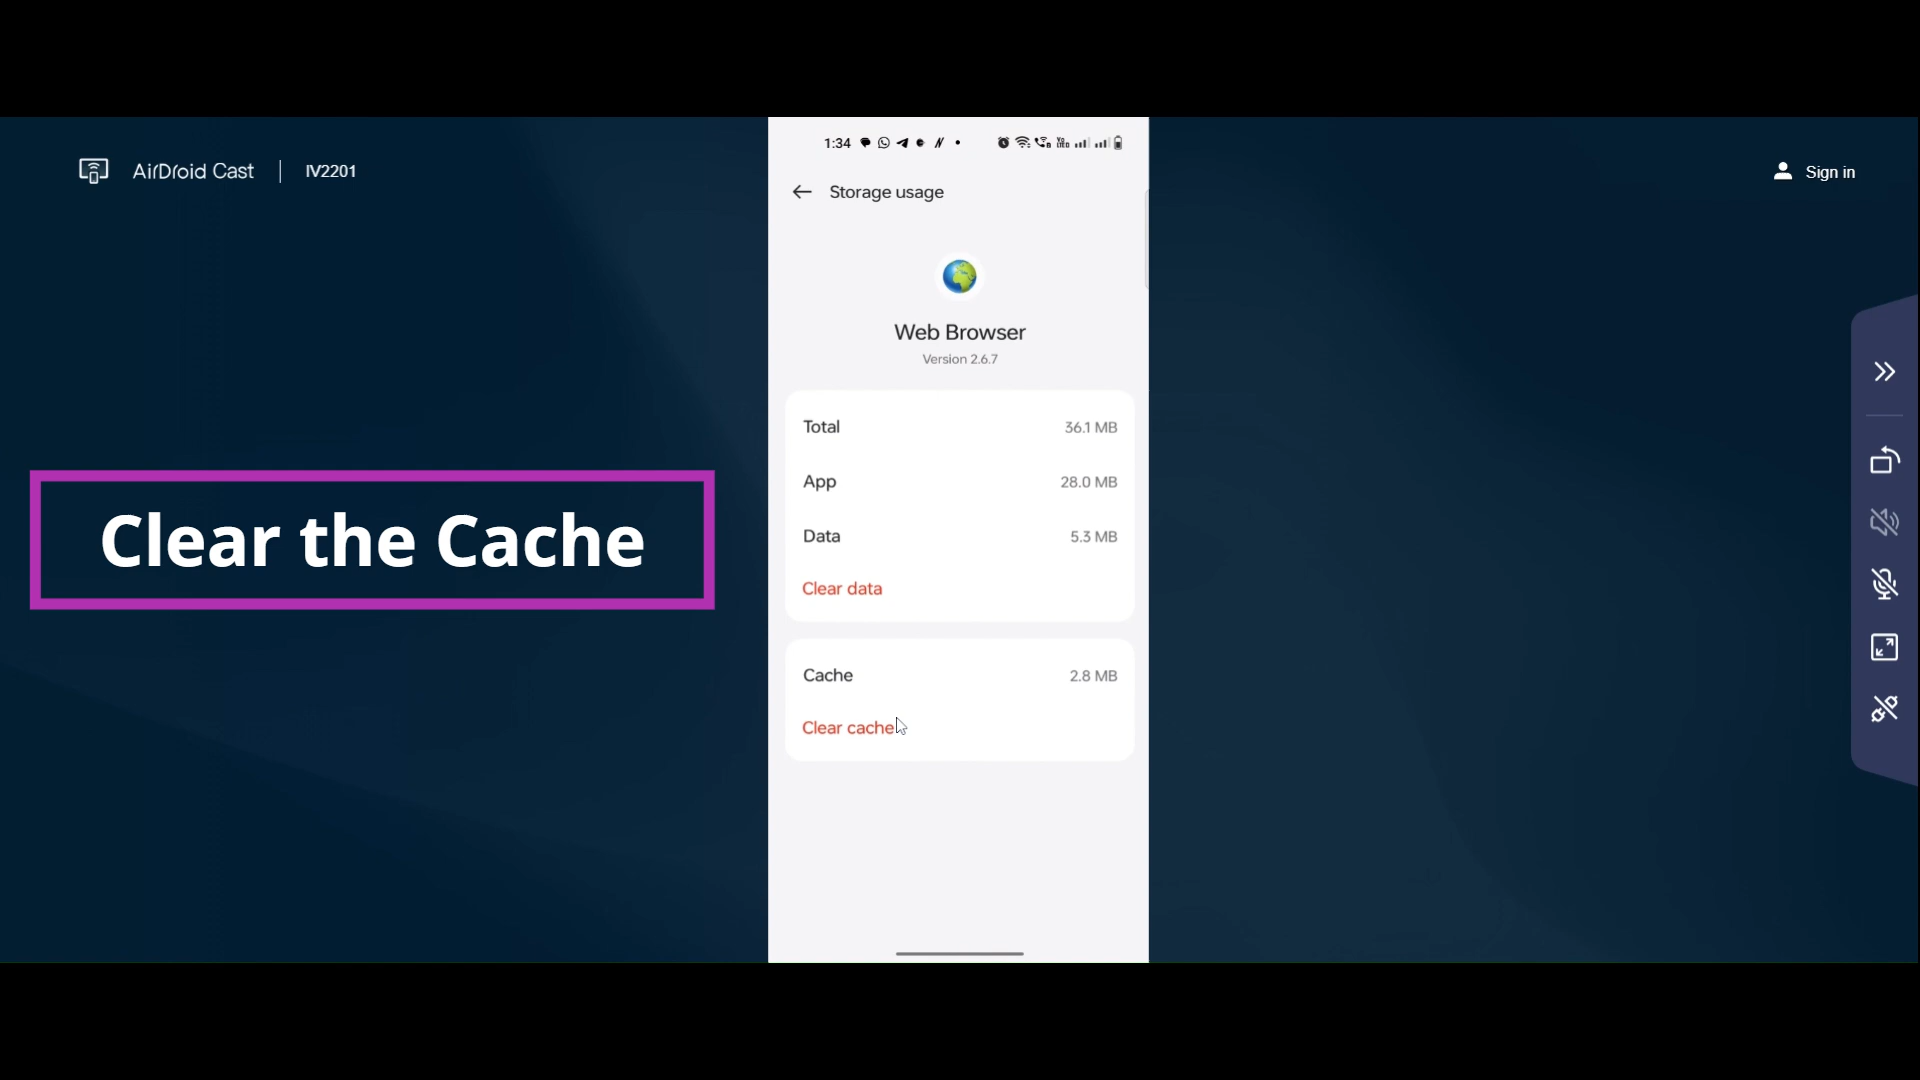 AirDroid Cast | IV2201
Sign in
1:34
Storage usage
Web Browser
Version 2.6.7
Total 36.1 MB
App 28.0 MB
Data 5.3 MB
Clear data
Cache 2.8 MB
Clear cache
Clear the Cache